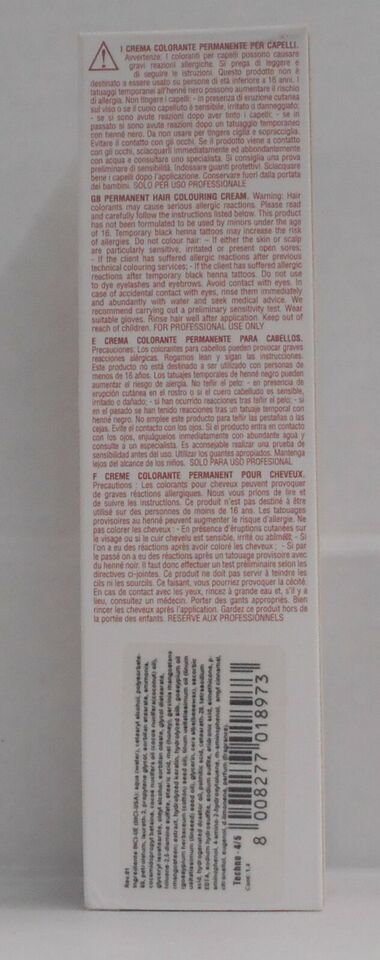 I CREMA COLORANTE PERMANENTE PER CAPELLI.
Avvertenze: I coloranti per capelli possono causare
gravi reazioni allergiche. Si prega di leggere e
di seguire le istruzioni. Questo prodotto non è
destinato a essere usato su persone di età inferiore a 16 anni. I
tatuaggi temporanei all'henné nero possono aumentare il rischio
di allergia. Non tingere i capelli: - in presenza di eruzione cutanea
sul viso o se il cuoio capelluto è sensibile, irritato o danneggiato;
- se si sono avute reazioni dopo aver tinto i capelli; - se in
passato si sono avute reazioni dopo un tatuaggio temporaneo
con henné nero. Da non usare per tingere ciglia e sopracciglia.
Evitare il contatto con gli occhi. Se il prodotto viene a contatto
con gli occhi, sciacquarli immediatamente ed abbondantemente
con acqua e consultare uno specialista. Si consiglia una prova
preliminare di sensibilità. Indossare guanti protettivi. Sciacquare
bene i capelli dopo l'applicazione. Conservare fuori dalla portata
dei bambini. SOLO PER USO PROFESSIONALE
GB PERMANENT HAIR COLOURING CREAM. Warning: Hair
colorants may cause serious allergic reactions. Please read
and carefully follow the instructions listed below. This product
has not been formulated to be used by minors under the age
of 16. Temporary black henna tattoos may increase the risk
of allergies. Do not colour hair: – If either the skin or scalp
are particularly sensitive, irritated or present open sores;
- If the client has suffered allergic reactions after previous
technical colouring services; - If the client has suffered allergic
reactions after temporary black henna tattoos. Do not use
to dye eyelashes and eyebrows. Avoid contact with eyes. In
case of accidental contact with eyes, rinse them immediately
and abundantly with water and seek medical advice. We
recommend carrying out a preliminary sensitivity test. Wear
suitable gloves. Rinse hair well after application. Keep out of
reach of children. FOR PROFESSIONAL USE ONLY
E CREMA COLORANTE PERMANENTE PARA CABELLOS.
Precauciones: Los colorantes para cabellos pueden provocar graves
reacciones alérgicas. Rogamos lean y sigan las instrucciones.
Este producto no está destinado a ser utilizado con personas de
menos de 16 años. Los tatuajes temporales de henné negro pueden
aumentar el riesgo de alergia. No teñir el pelo: - en presencia de
erupción cutánea en el rostro o si el cuero cabelludo es sensible,
irritado o dañado; - si han ocurrido reacciones tras teñir el pelo; - si
en el pasado se han tenido reacciones tras un tatuaje temporal con
henné negro. No emplee este producto para teñir las pestañas o las
cejas. Evite el contacto con los ojos. Si el producto entra en contacto
con los ojos, enjuáguelos inmediatamente con abundante agua y
consulte a un especialista. Es aconsejable realizar una prueba de
sensibilidad antes del uso. Utilizar los guantes apropiados. Mantenga
lejos del alcance de los niños. SOLO PARA USO PROFESIONAL
F CREME COLORANTE PERMANENT POUR CHEVEUX.
Précautions : Les colorants pour cheveux peuvent provoquer
de graves réactions allergiques. Nous vous prions de lire et
de suivre les instructions. Ce produit n'est pas destiné à être
utilisé sur des personnes de moins de 16 ans. Les tatouages
provisoires au henné peuvent augmenter le risque d'allergie. Ne
pas colorer les cheveux : - En présence d'éruptions cutanées sur
le visage ou si le cuir chevelu est sensible, irrité ou abîmé; - Si
l'on a eu des réactions après avoir coloré les cheveux ; - Si par
le passé on a eu des réactions après un tatouage provisoire avec
du henné noir. Il faut donc effectuer un test préliminaire selon les
directives ci-jointes. Ce produit ne doit pas servir à teindre les
cils ni les sourcils. Ce faisant, vous pourriez provoquer la cécité.
En cas de contact avec les yeux, rincez à grande eau et, s'il y a
lieu, consultez un médecin. Porter des gants appropriés. Bien
rincer les cheveux après l'application. Gardez ce produit hors de
la portée des enfants. RESERVE AUX PROFESSIONNELS
Rev.01
Techno 4/5
Cont. 1.4
8 008277 018973